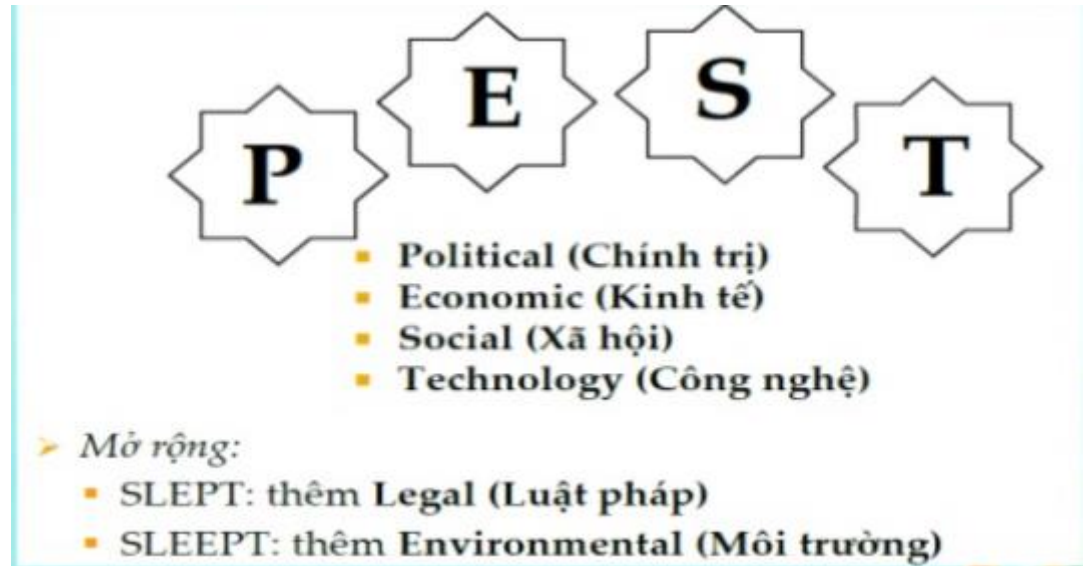 P E S T
▪ Political (Chính trị)
▪ Economic (Kinh tế)
▪ Social (Xã hội)
▪ Technology (Công nghệ)
➢ Mở rộng:
▪ SLEPT: thêm Legal (Luật pháp)
▪ SLEEPT: thêm Environmental (Môi trường)